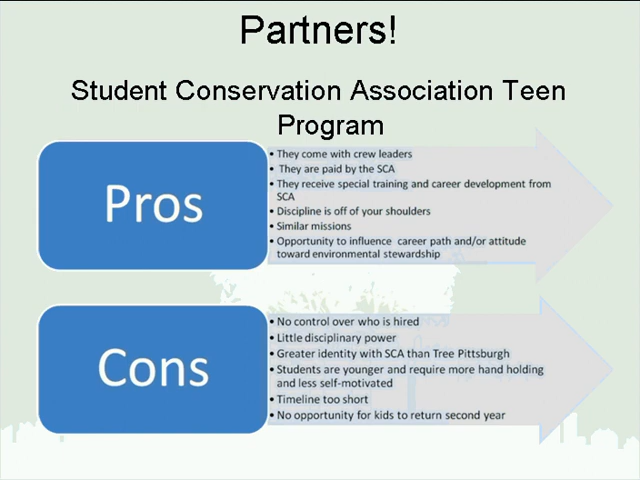 Partners!
Student Conservation Association Teen
Program
Pros
• They come with crew leaders
• They are paid by the SCA
• They receive special training and career development from
SCA
• Discipline is off of your shoulders
• Similar missions
• Opportunity to influence career path and/or attitude
toward environmental stewardship
Cons
• No control over who is hired
• Little disciplinary power
• Greater identity with SCA than Tree Pittsburgh
• Students are younger and require more hand holding
and less self-motivated
• Timeline too short
• No opportunity for kids to return second year